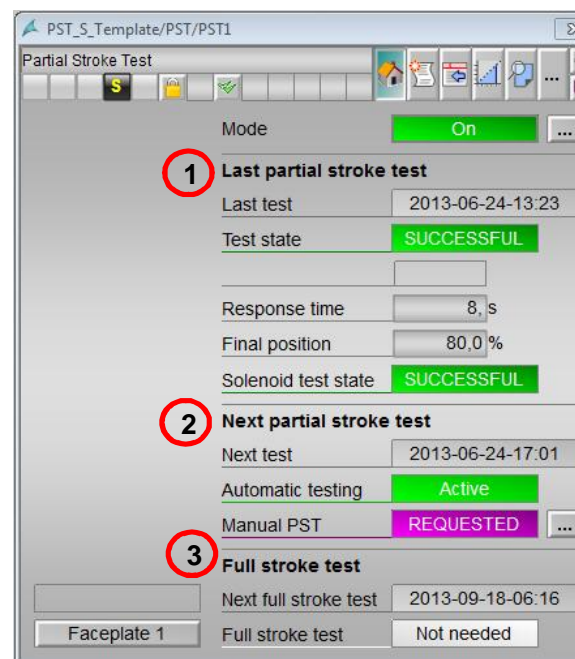 PST_S_Template/PST/PST1
Partial Stroke Test
S
...
Mode On ...
1 Last partial stroke test
Last test 2013-06-24-13:23
Test state SUCCESSFUL
Response time 8, s
Final position 80,0 %
Solenoid test state SUCCESSFUL
2 Next partial stroke test
Next test 2013-06-24-17:01
Automatic testing Active
Manual PST REQUESTED ...
3 Full stroke test
Next full stroke test 2013-09-18-06:16
Faceplate 1 Full stroke test Not needed